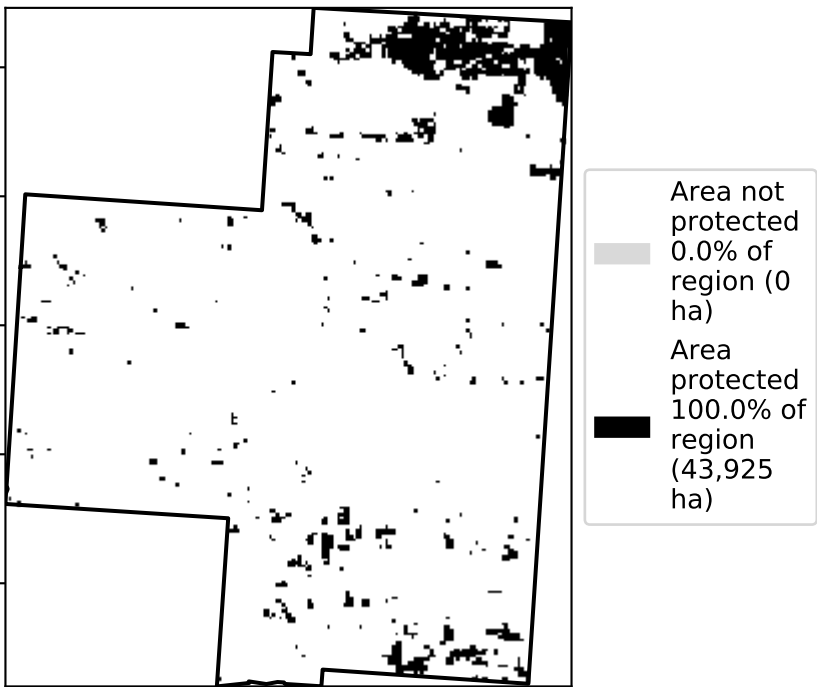 Area not
protected
0.0% of
region (0
ha)
Area
protected
100.0% of
region
(43,925
ha)